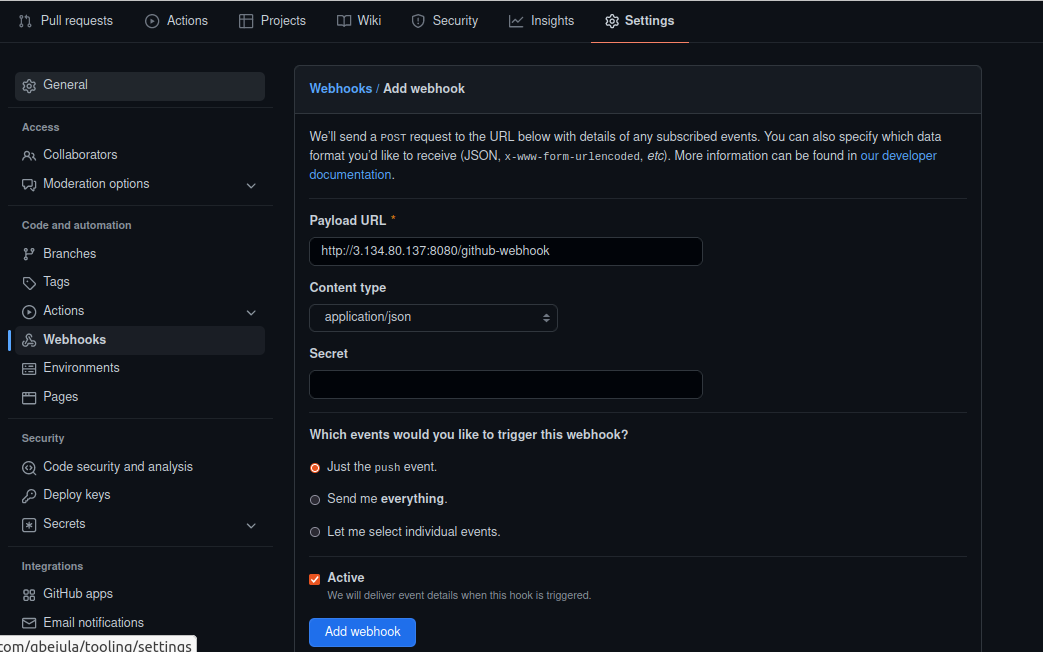 Pull requests Actions Projects Wiki Security Insights Settings
General
Access
Collaborators
Moderation options
Code and automation
Branches
Tags
Actions
Webhooks
Environments
Pages
Security
Code security and analysis
Deploy keys
Secrets
Integrations
GitHub apps
Email notifications
com/gbejula/tooling/settings
Webhooks / Add webhook
We'll send a POST request to the URL below with details of any subscribed events. You can also specify which data
format you'd like to receive (JSON, x-www-form-urlencoded, etc). More information can be found in our developer
documentation.
Payload URL *
http://3.134.80.137:8080/github-webhook
Content type
application/json
Secret
Which events would you like to trigger this webhook?
Just the push event.
Send me everything.
Let me select individual events.
Active
We will deliver event details when this hook is triggered.
Add webhook